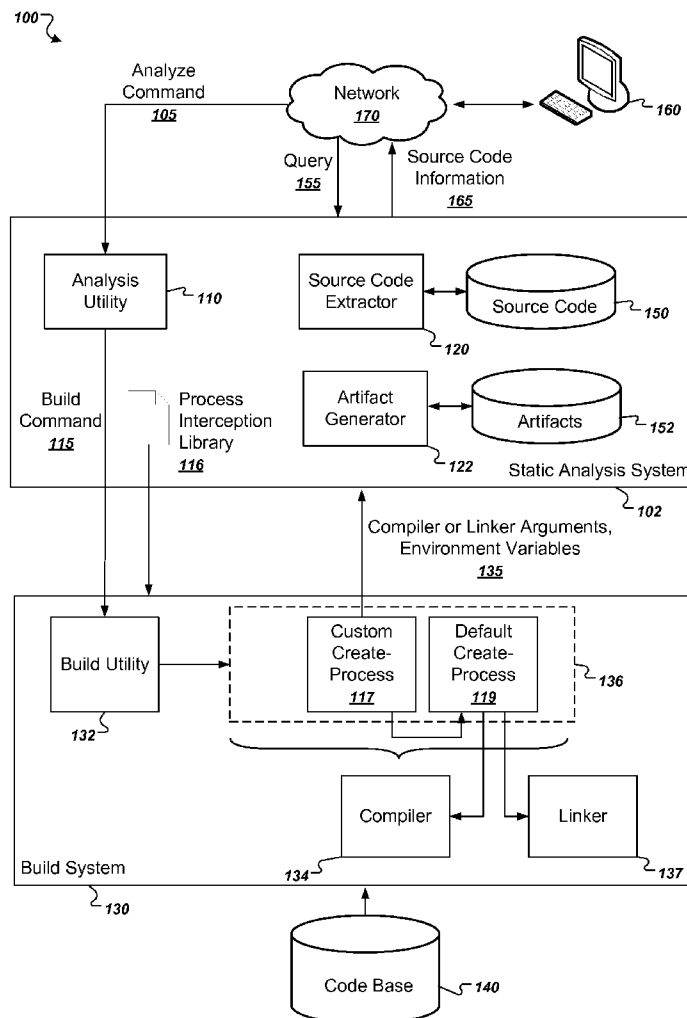 100
Analyze
Command
105
Network
170
160
Query
155
Source Code
Information
165
Analysis
Utility
110
Source Code
Extractor
120
Source Code
150
Build
Command
115
Process
Interception
Library
116
Artifact
Generator
122
Artifacts
152
Static Analysis System
102
Compiler or Linker Arguments,
Environment Variables
135
Build Utility
132
Custom
Create-
Process
117
Default
Create-
Process
119
136
Compiler
134
Linker
137
Build System
130
Code Base
140